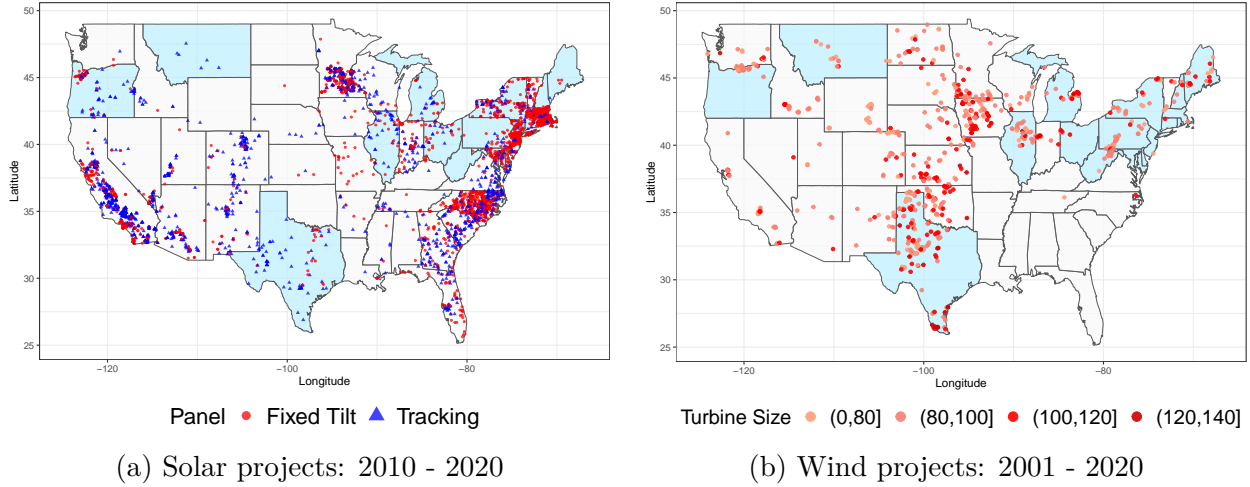 50
45
40
35
30
25
Latitude
−120
−100
−80
Longitude
Panel Fixed Tilt Tracking
(a) Solar projects: 2010 - 2020
50
45
40
35
30
25
Latitude
−120
−100
−80
Longitude
Turbine Size (0,80] (80,100] (100,120] (120,140]
(b) Wind projects: 2001 - 2020